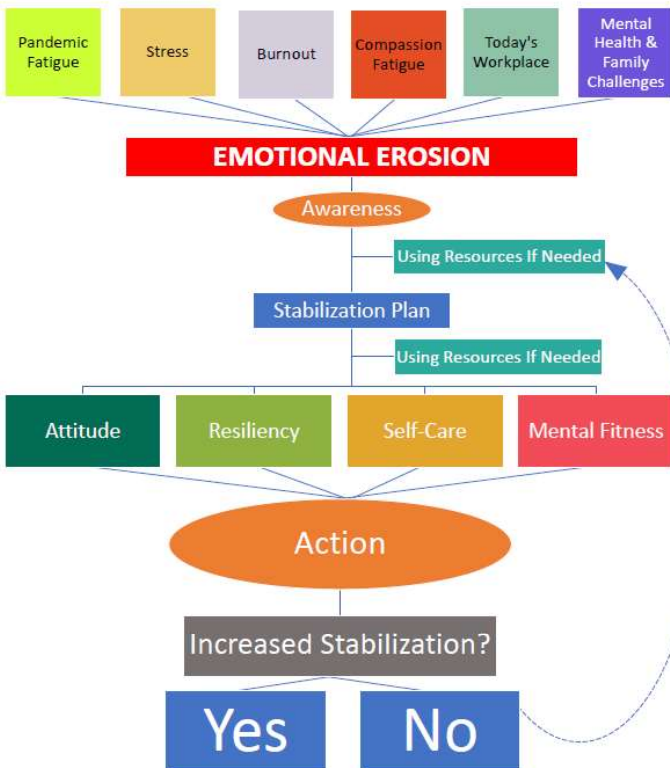 Pandemic
Fatigue
Stress
Burnout
Compassion
Fatigue
Today's
Workplace
Mental
Health &
Family
Challenges
EMOTIONAL EROSION
Awareness
Using Resources If Needed
Stabilization Plan
Using Resources If Needed
Attitude
Resiliency
Self-Care
Mental Fitness
Action
Increased Stabilization?
Yes
No